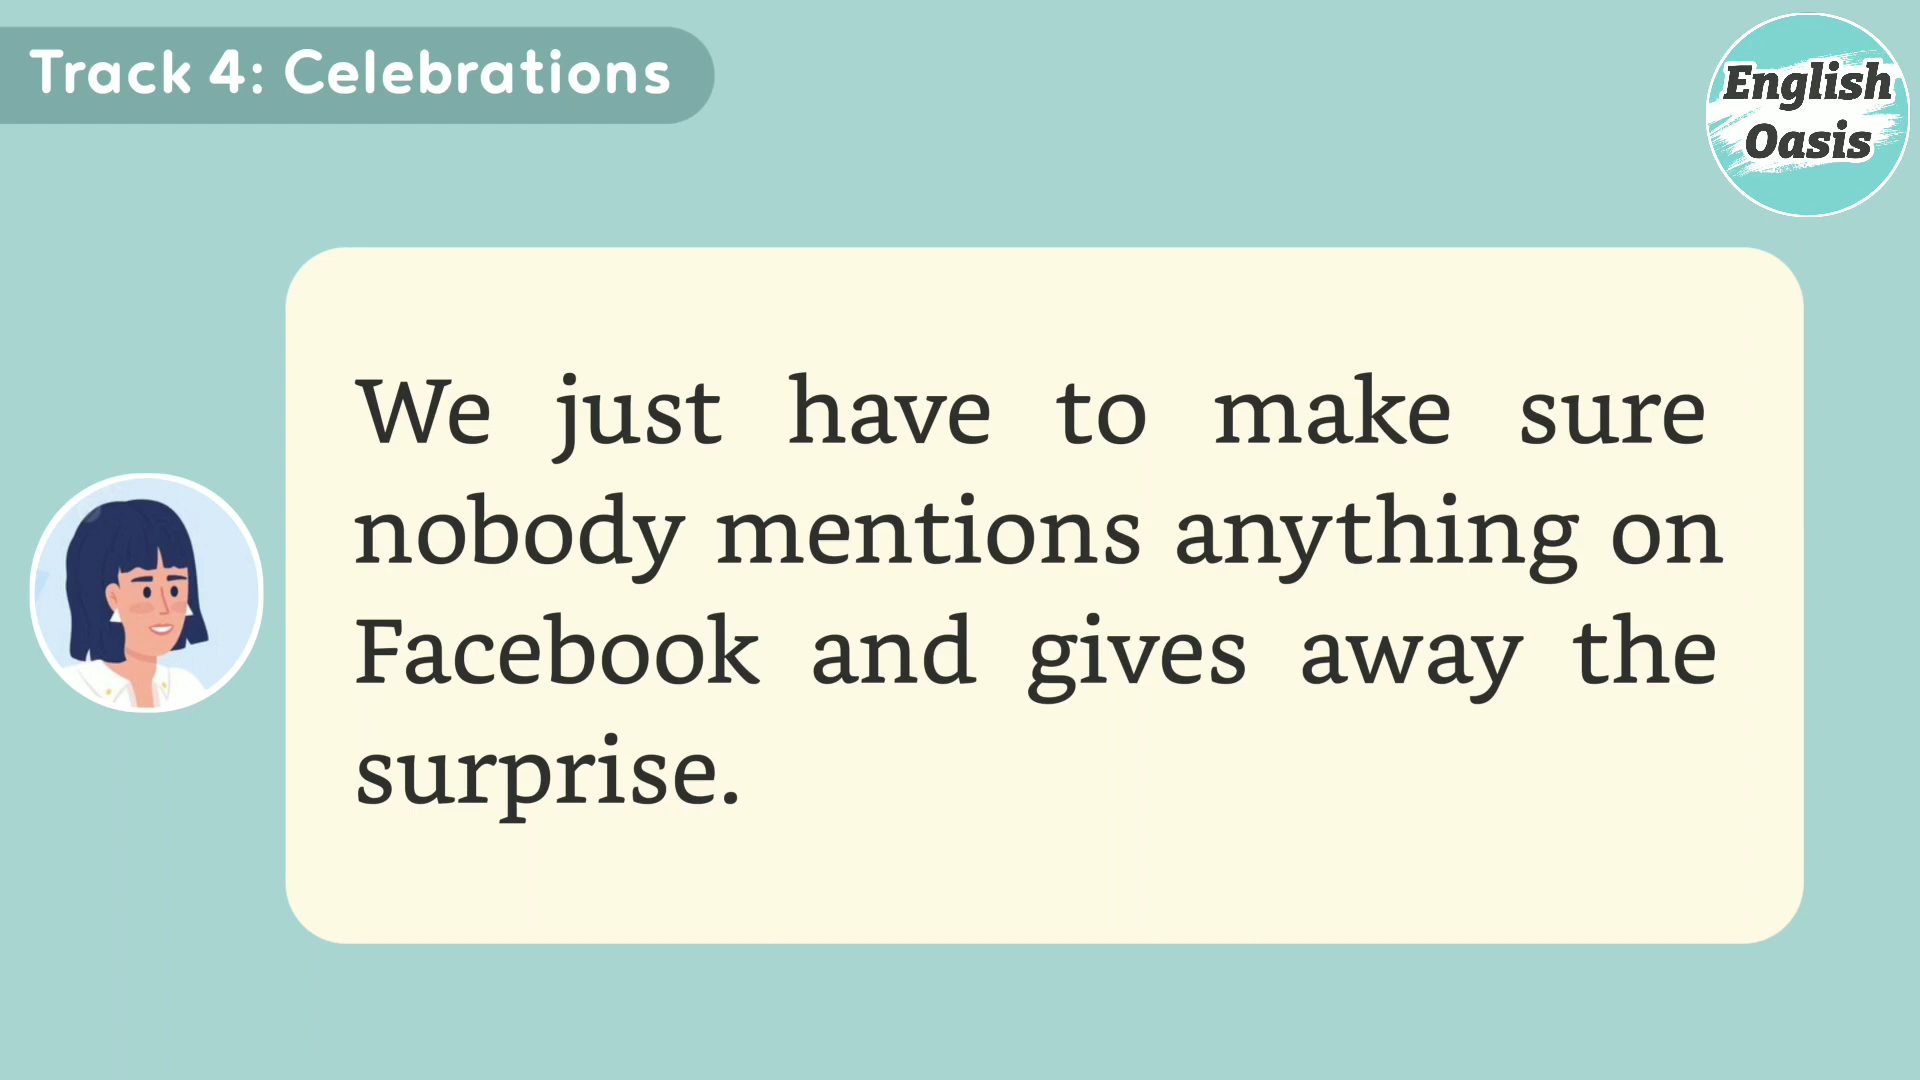 Track 4: Celebrations
English
Oasis
We just have to make sure
nobody mentions anything on
Facebook and gives away the
surprise.